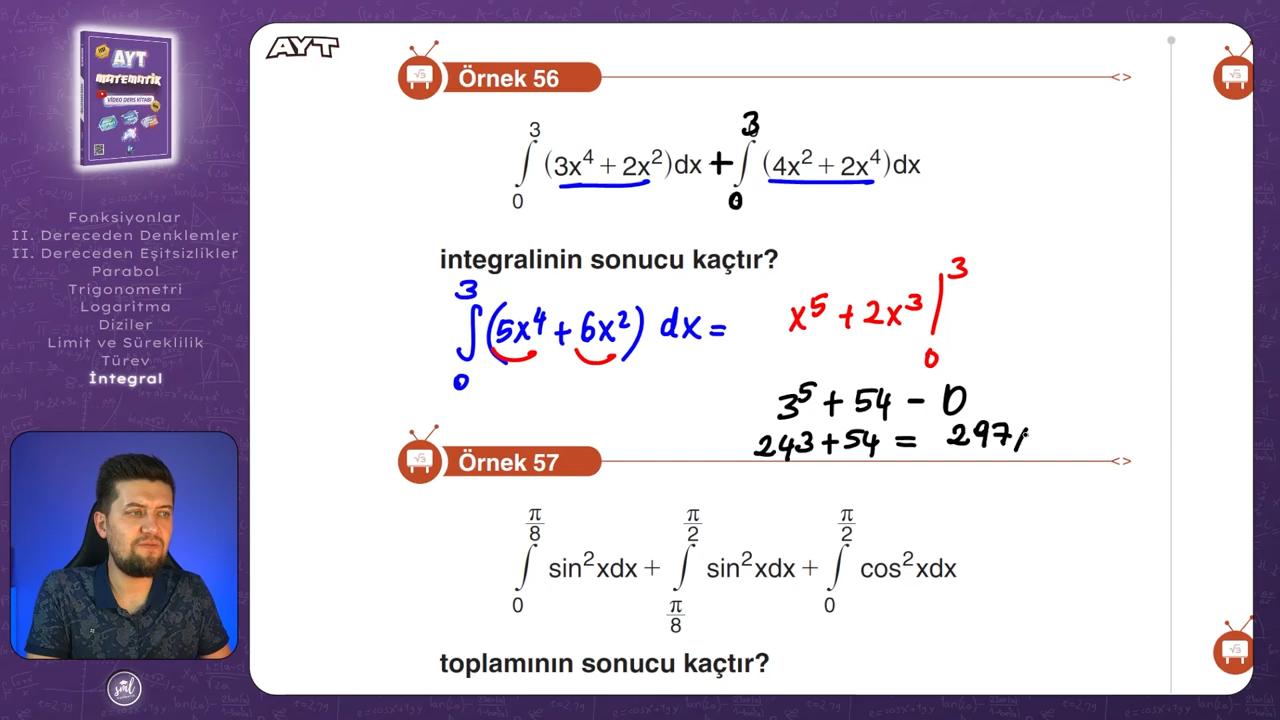 AYT
MATEMATİK
VİDEO DERS KİTABI
Fonksiyonlar
II. Dereceden Denklemler
II. Dereceden Eşitsizlikler
Parabol
Trigonometri
Logaritma
Diziler
Limit ve Süreklilik
Türev
İntegral
sml
AYT
Örnek 56
∫₀³ (3x⁴ + 2x²)dx + ∫₀³ (4x² + 2x⁴)dx
integralinin sonucu kaçtır?
∫₀³ (5x⁴ + 6x²) dx = x⁵ + 2x³ |₀³
3⁵ + 54 − 0
243 + 54 = 297
Örnek 57
∫₀^(π/8) sin²xdx + ∫_(π/8)^(π/2) sin²xdx + ∫₀^(π/2) cos²xdx
toplamının sonucu kaçtır?